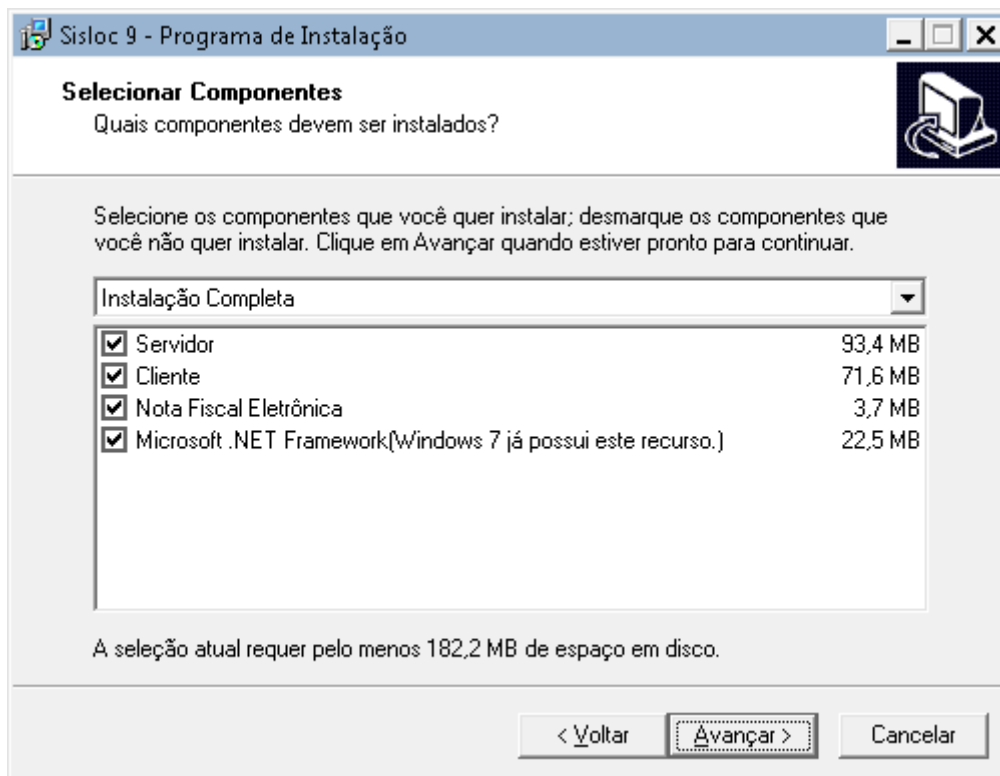 Sisloc 9 - Programa de Instalação
Selecionar Componentes
Quais componentes devem ser instalados?
Selecione os componentes que você quer instalar; desmarque os componentes que
você não quer instalar. Clique em Avançar quando estiver pronto para continuar.
Instalação Completa
Servidor 93,4 MB
Cliente 71,6 MB
Nota Fiscal Eletrônica 3,7 MB
Microsoft .NET Framework(Windows 7 já possui este recurso.) 22,5 MB
A seleção atual requer pelo menos 182,2 MB de espaço em disco.
< Voltar Avançar > Cancelar